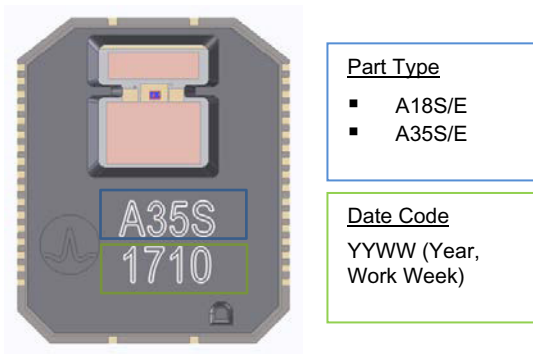 A35S
1710
Part Type
▪ A18S/E
▪ A35S/E
Date Code
YYWW (Year,
Work Week)